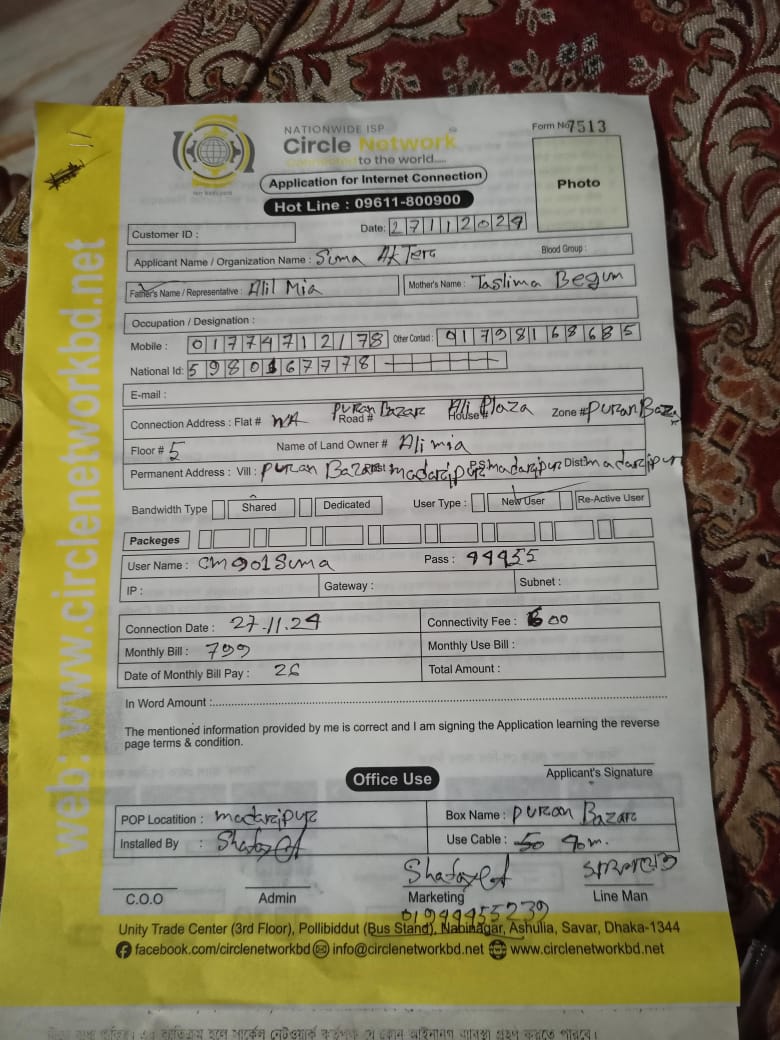 NATIONWIDE ISP
Circle Network
Connected to the world.....
Form No 7513
Application for Internet Connection
Hot Line : 09611-800900
Photo
Customer ID :
Date: 27112024
Applicant Name / Organization Name : Suma AkTer
Blood Group :
Father's Name / Representative : Alil Mia
Mother's Name : Taslima Begum
Occupation / Designation :
Mobile : 01774712178 Other Contact : 01798168685
National Id: 5980167778
E-mail :
Connection Address : Flat # NA Road # Puran Bazar House # Ali Plaza Zone # Puran Bazar
Floor # 5 Name of Land Owner # Ali mia
Permanent Address : Vill : Puran Bazar madaripur P.S madaripur Dist: madaripur
Bandwidth Type Shared Dedicated User Type : New User Re-Active User
Packeges
User Name : CM901Suma Pass : 44455
IP : Gateway : Subnet :
Connection Date : 27.11.24 Connectivity Fee : 500
Monthly Bill : 799 Monthly Use Bill :
Date of Monthly Bill Pay : 26 Total Amount :
In Word Amount :
The mentioned information provided by me is correct and I am signing the Application learning the reverse
page terms & condition.
Applicant's Signature
Office Use
POP Locatition : madaripur Box Name : Puran Bazar
Installed By : Shafayet Use Cable : 50 40m.
Shafayet
C.O.O Admin Marketing Line Man
01944455239
Unity Trade Center (3rd Floor), Pollibiddut (Bus Stand), Nabinagar, Ashulia, Savar, Dhaka-1344
facebook.com/circlenetworkbd info@circlenetworkbd.net www.circlenetworkbd.net
web: www.circlenetworkbd.net